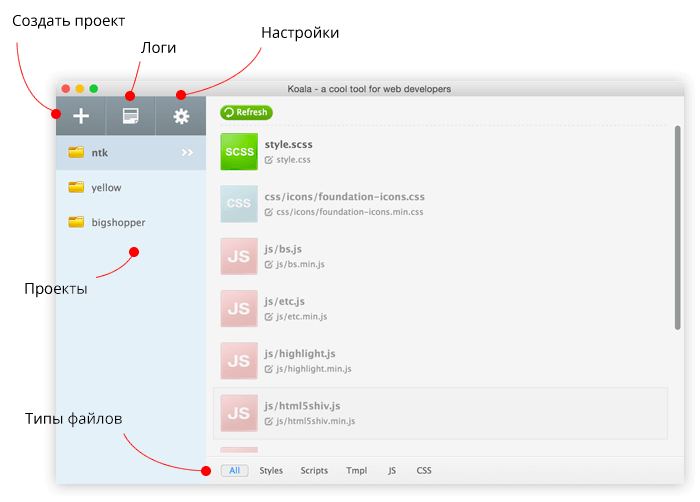 Создать проект
Логи
Настройки
Koala - a cool tool for web developers
ntk
yellow
bigshopper
Проекты
Типы файлов
Refresh
SCSS
style.scss
style.css
CSS
css/icons/foundation-icons.css
css/icons/foundation-icons.min.css
JS
js/bs.js
js/bs.min.js
JS
js/etc.js
js/etc.min.js
JS
js/highlight.js
js/highlight.min.js
JS
js/html5shiv.js
js/html5shiv.min.js
All Styles Scripts Tmpl JS CSS